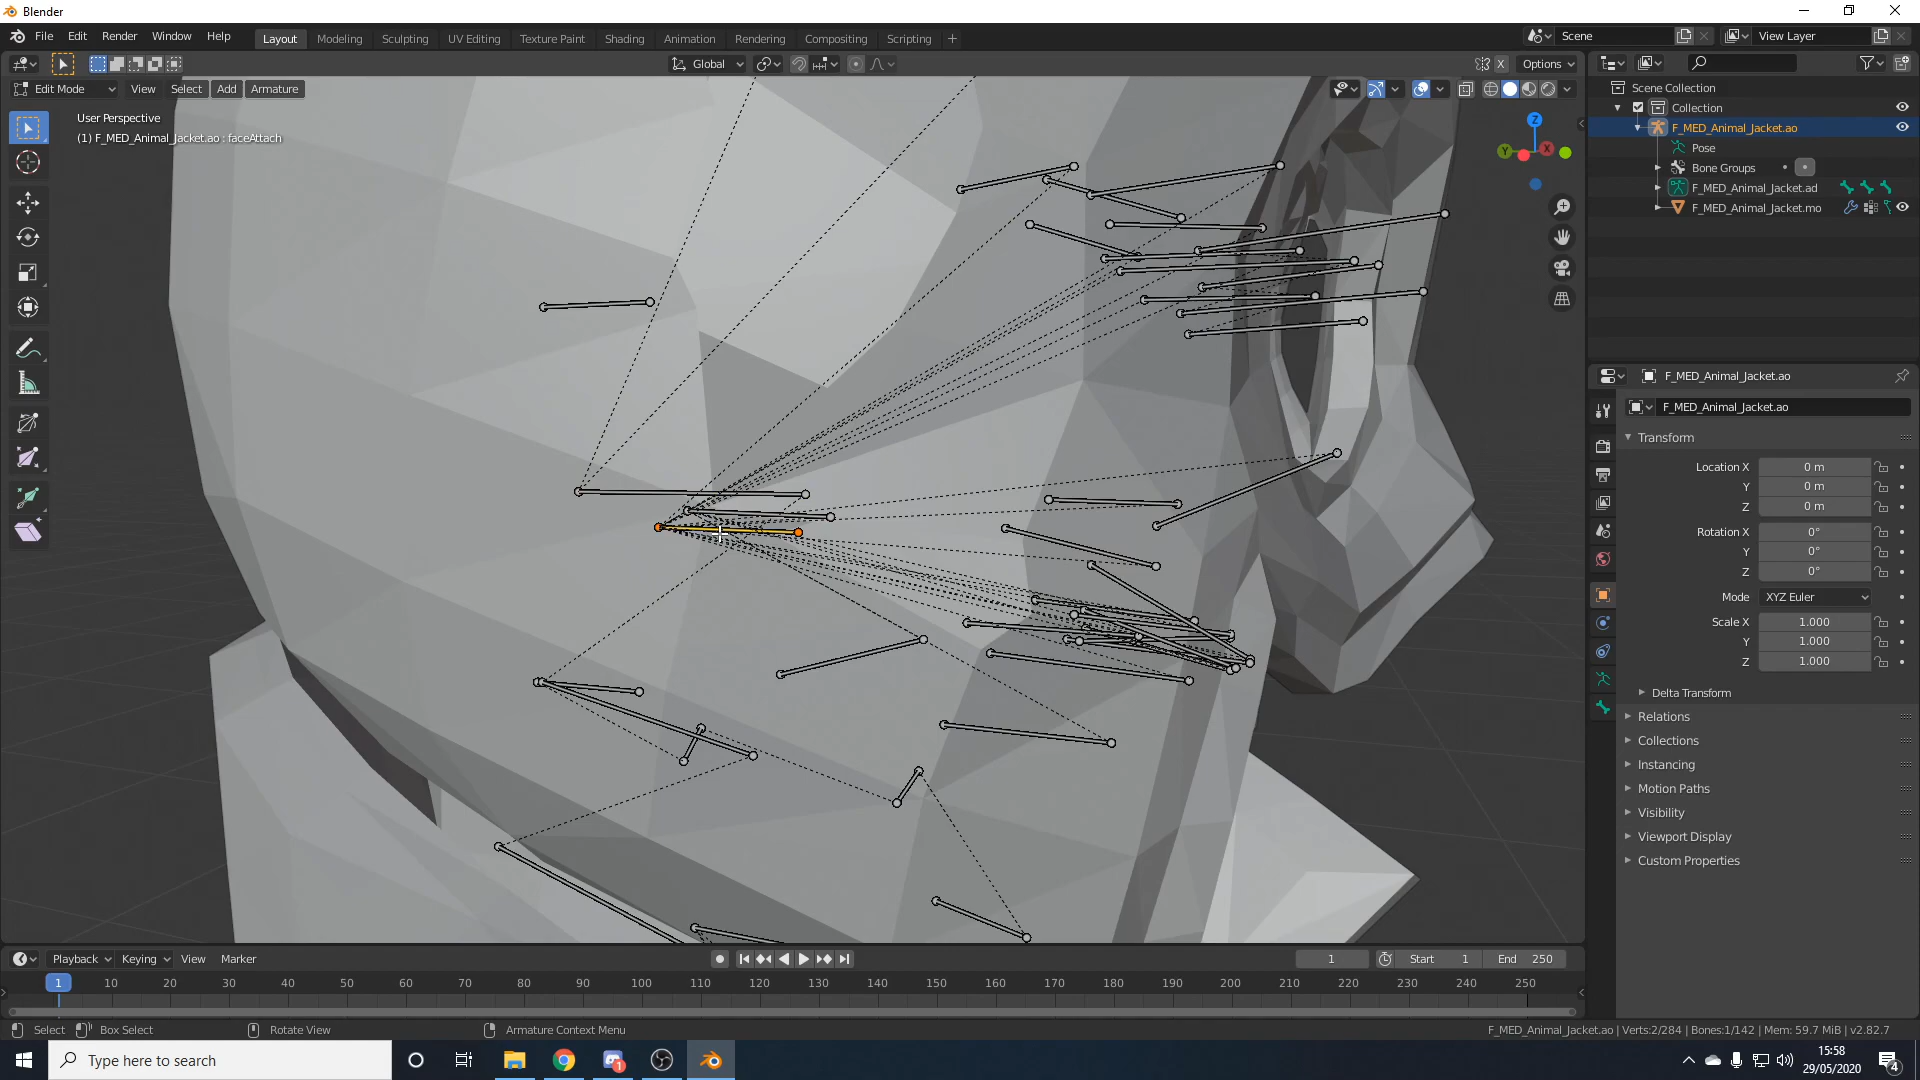 Blender
File Edit Render Window Help
Layout Modeling Sculpting UV Editing Texture Paint Shading Animation Rendering Compositing Scripting +
Scene
View Layer
Global
X
Options
Edit Mode View Select Add Armature
User Perspective
(1) F_MED_Animal_Jacket.ao : faceAttach
Z
Y
X
Scene Collection
Collection
F_MED_Animal_Jacket.ao
Pose
Bone Groups
F_MED_Animal_Jacket.ad
F_MED_Animal_Jacket.mo
F_MED_Animal_Jacket.ao
F_MED_Animal_Jacket.ao
Transform
Location X 0 m
Y 0 m
Z 0 m
Rotation X 0°
Y 0°
Z 0°
Mode XYZ Euler
Scale X 1.000
Y 1.000
Z 1.000
Delta Transform
Relations
Collections
Instancing
Motion Paths
Visibility
Viewport Display
Custom Properties
Playback Keying View Marker
1
Start 1 End 250
1 10 20 30 40 50 60 70 80 90 100 110 120 130 140 150 160 170 180 190 200 210 220 230 240 250
Select Box Select Rotate View Armature Context Menu
F_MED_Animal_Jacket.ao | Verts:2/284 | Bones:1/142 | Mem: 59.7 MiB | v2.82.7
Type here to search
1
15:58
29/05/2020
4